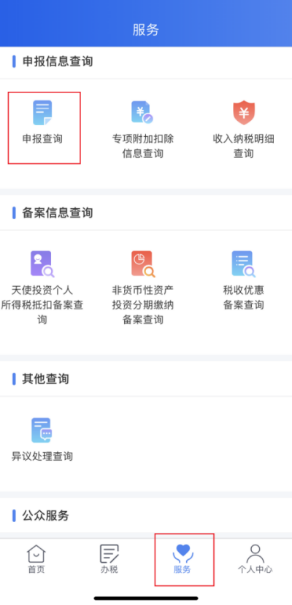 服务
申报信息查询
申报查询
专项附加扣除
信息查询
收入纳税明细
查询
备案信息查询
天使投资个人
所得税抵扣备案查
询
非货币性资产
投资分期缴纳
备案查询
税收优惠
备案查询
其他查询
异议处理查询
公众服务
首页
办税
服务
个人中心